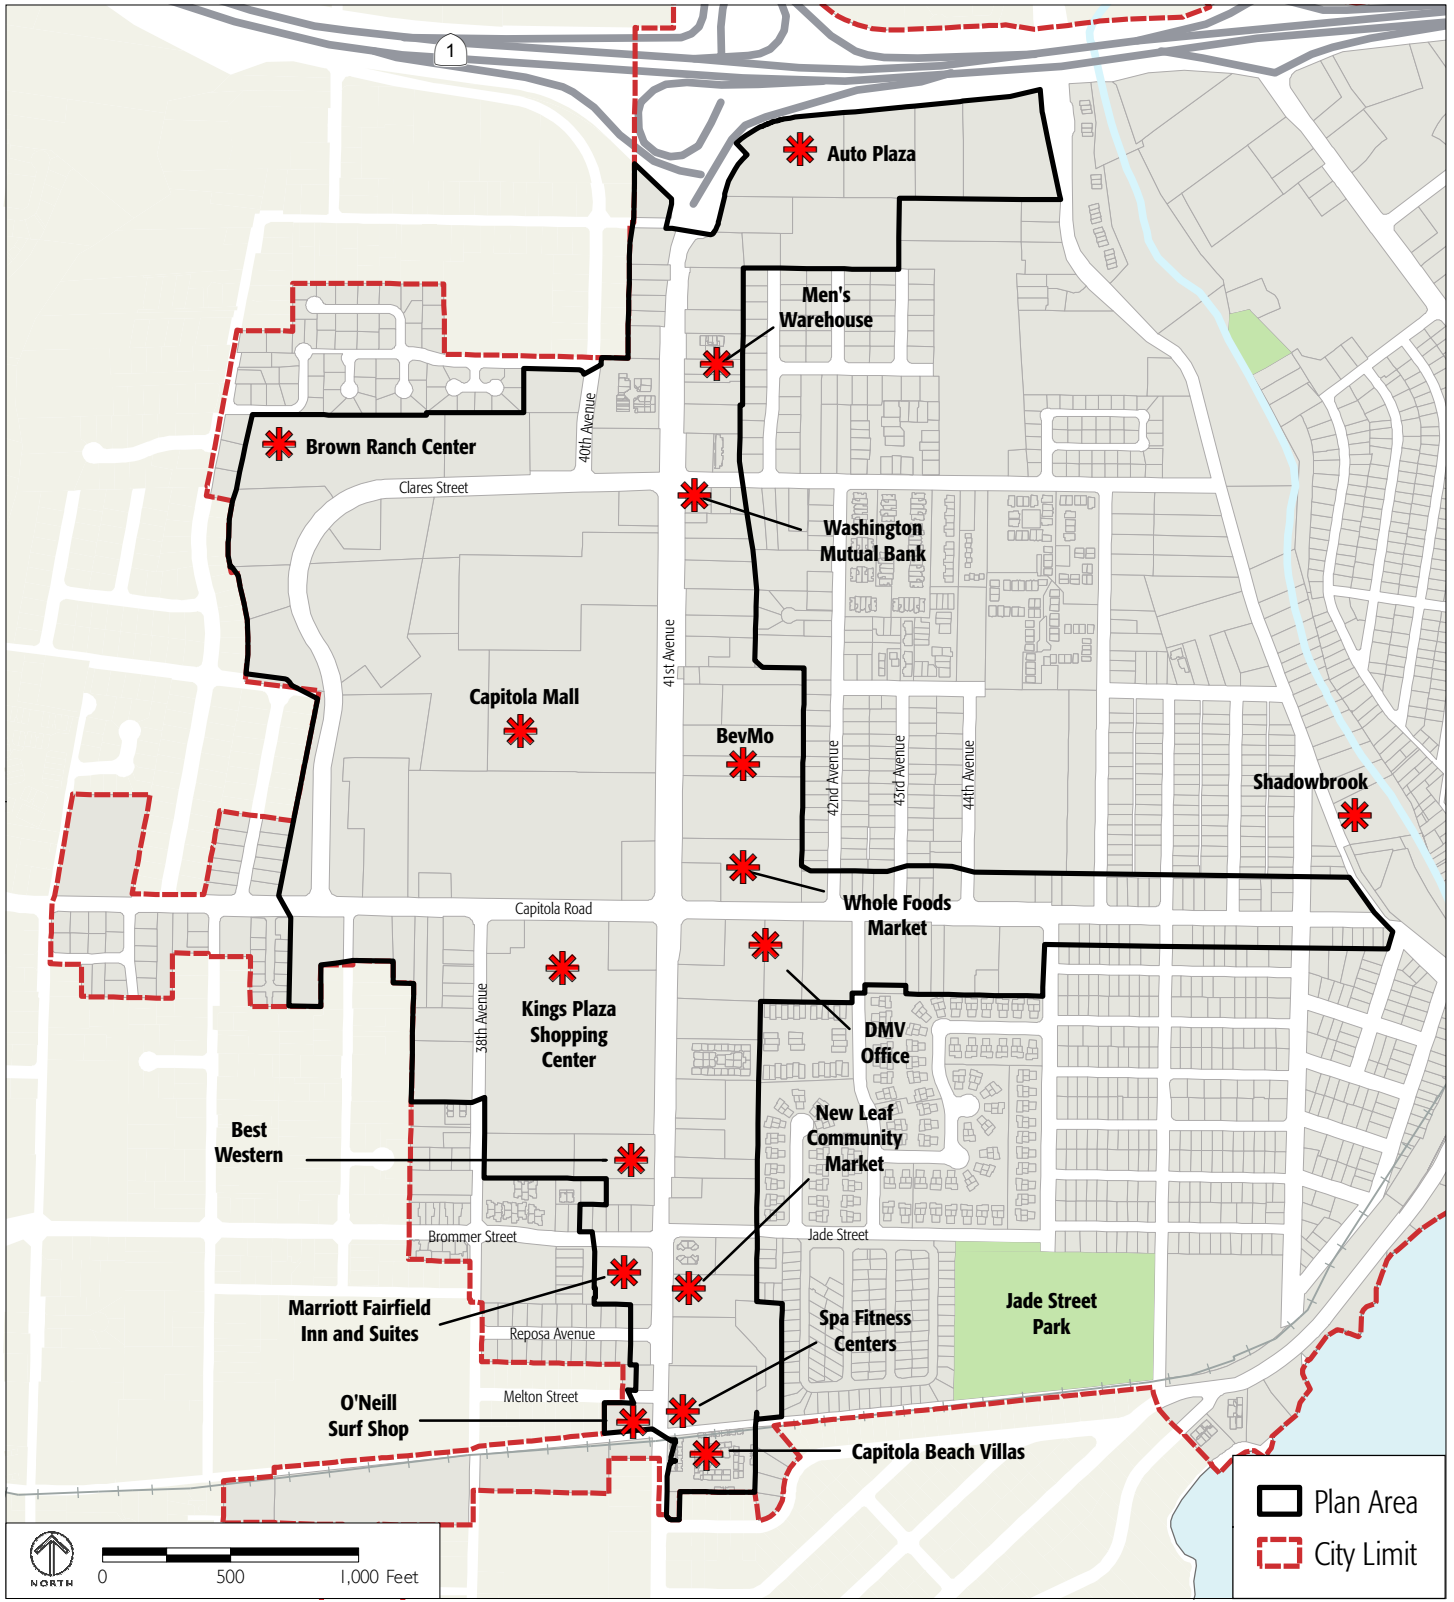 1
Auto Plaza
Men's
Warehouse
40th Avenue
Brown Ranch Center
Clares Street
Washington
Mutual Bank
41st Avenue
Capitola Mall
BevMo
42nd Avenue
43rd Avenue
44th Avenue
Shadowbrook
Capitola Road
Whole Foods
Market
38th Avenue
Kings Plaza
Shopping
Center
DMV
Office
Best
Western
New Leaf
Community
Market
Brommer Street
Jade Street
Marriott Fairfield
Inn and Suites
Reposa Avenue
Spa Fitness
Centers
Jade Street
Park
Melton Street
O'Neill
Surf Shop
Capitola Beach Villas
Plan Area
City Limit
NORTH
0 500 1,000 Feet